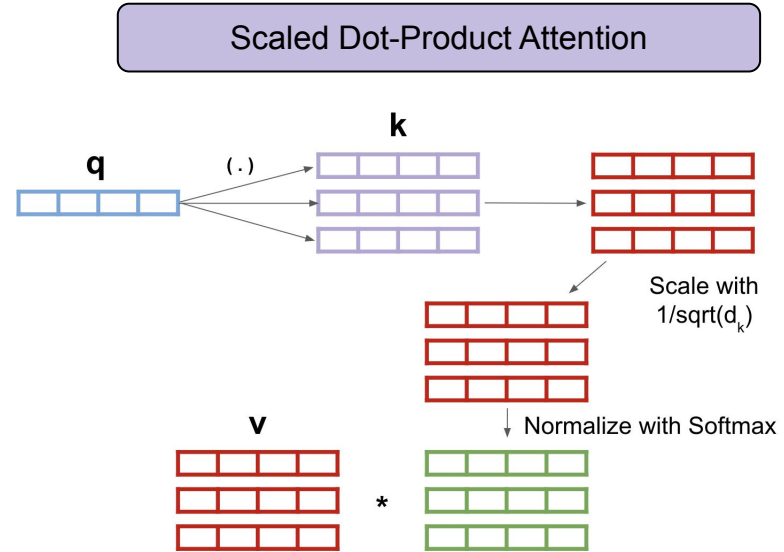 Scaled Dot-Product Attention
k
q
(.)
Scale with
1/sqrt(dk)
Normalize with Softmax
v
*